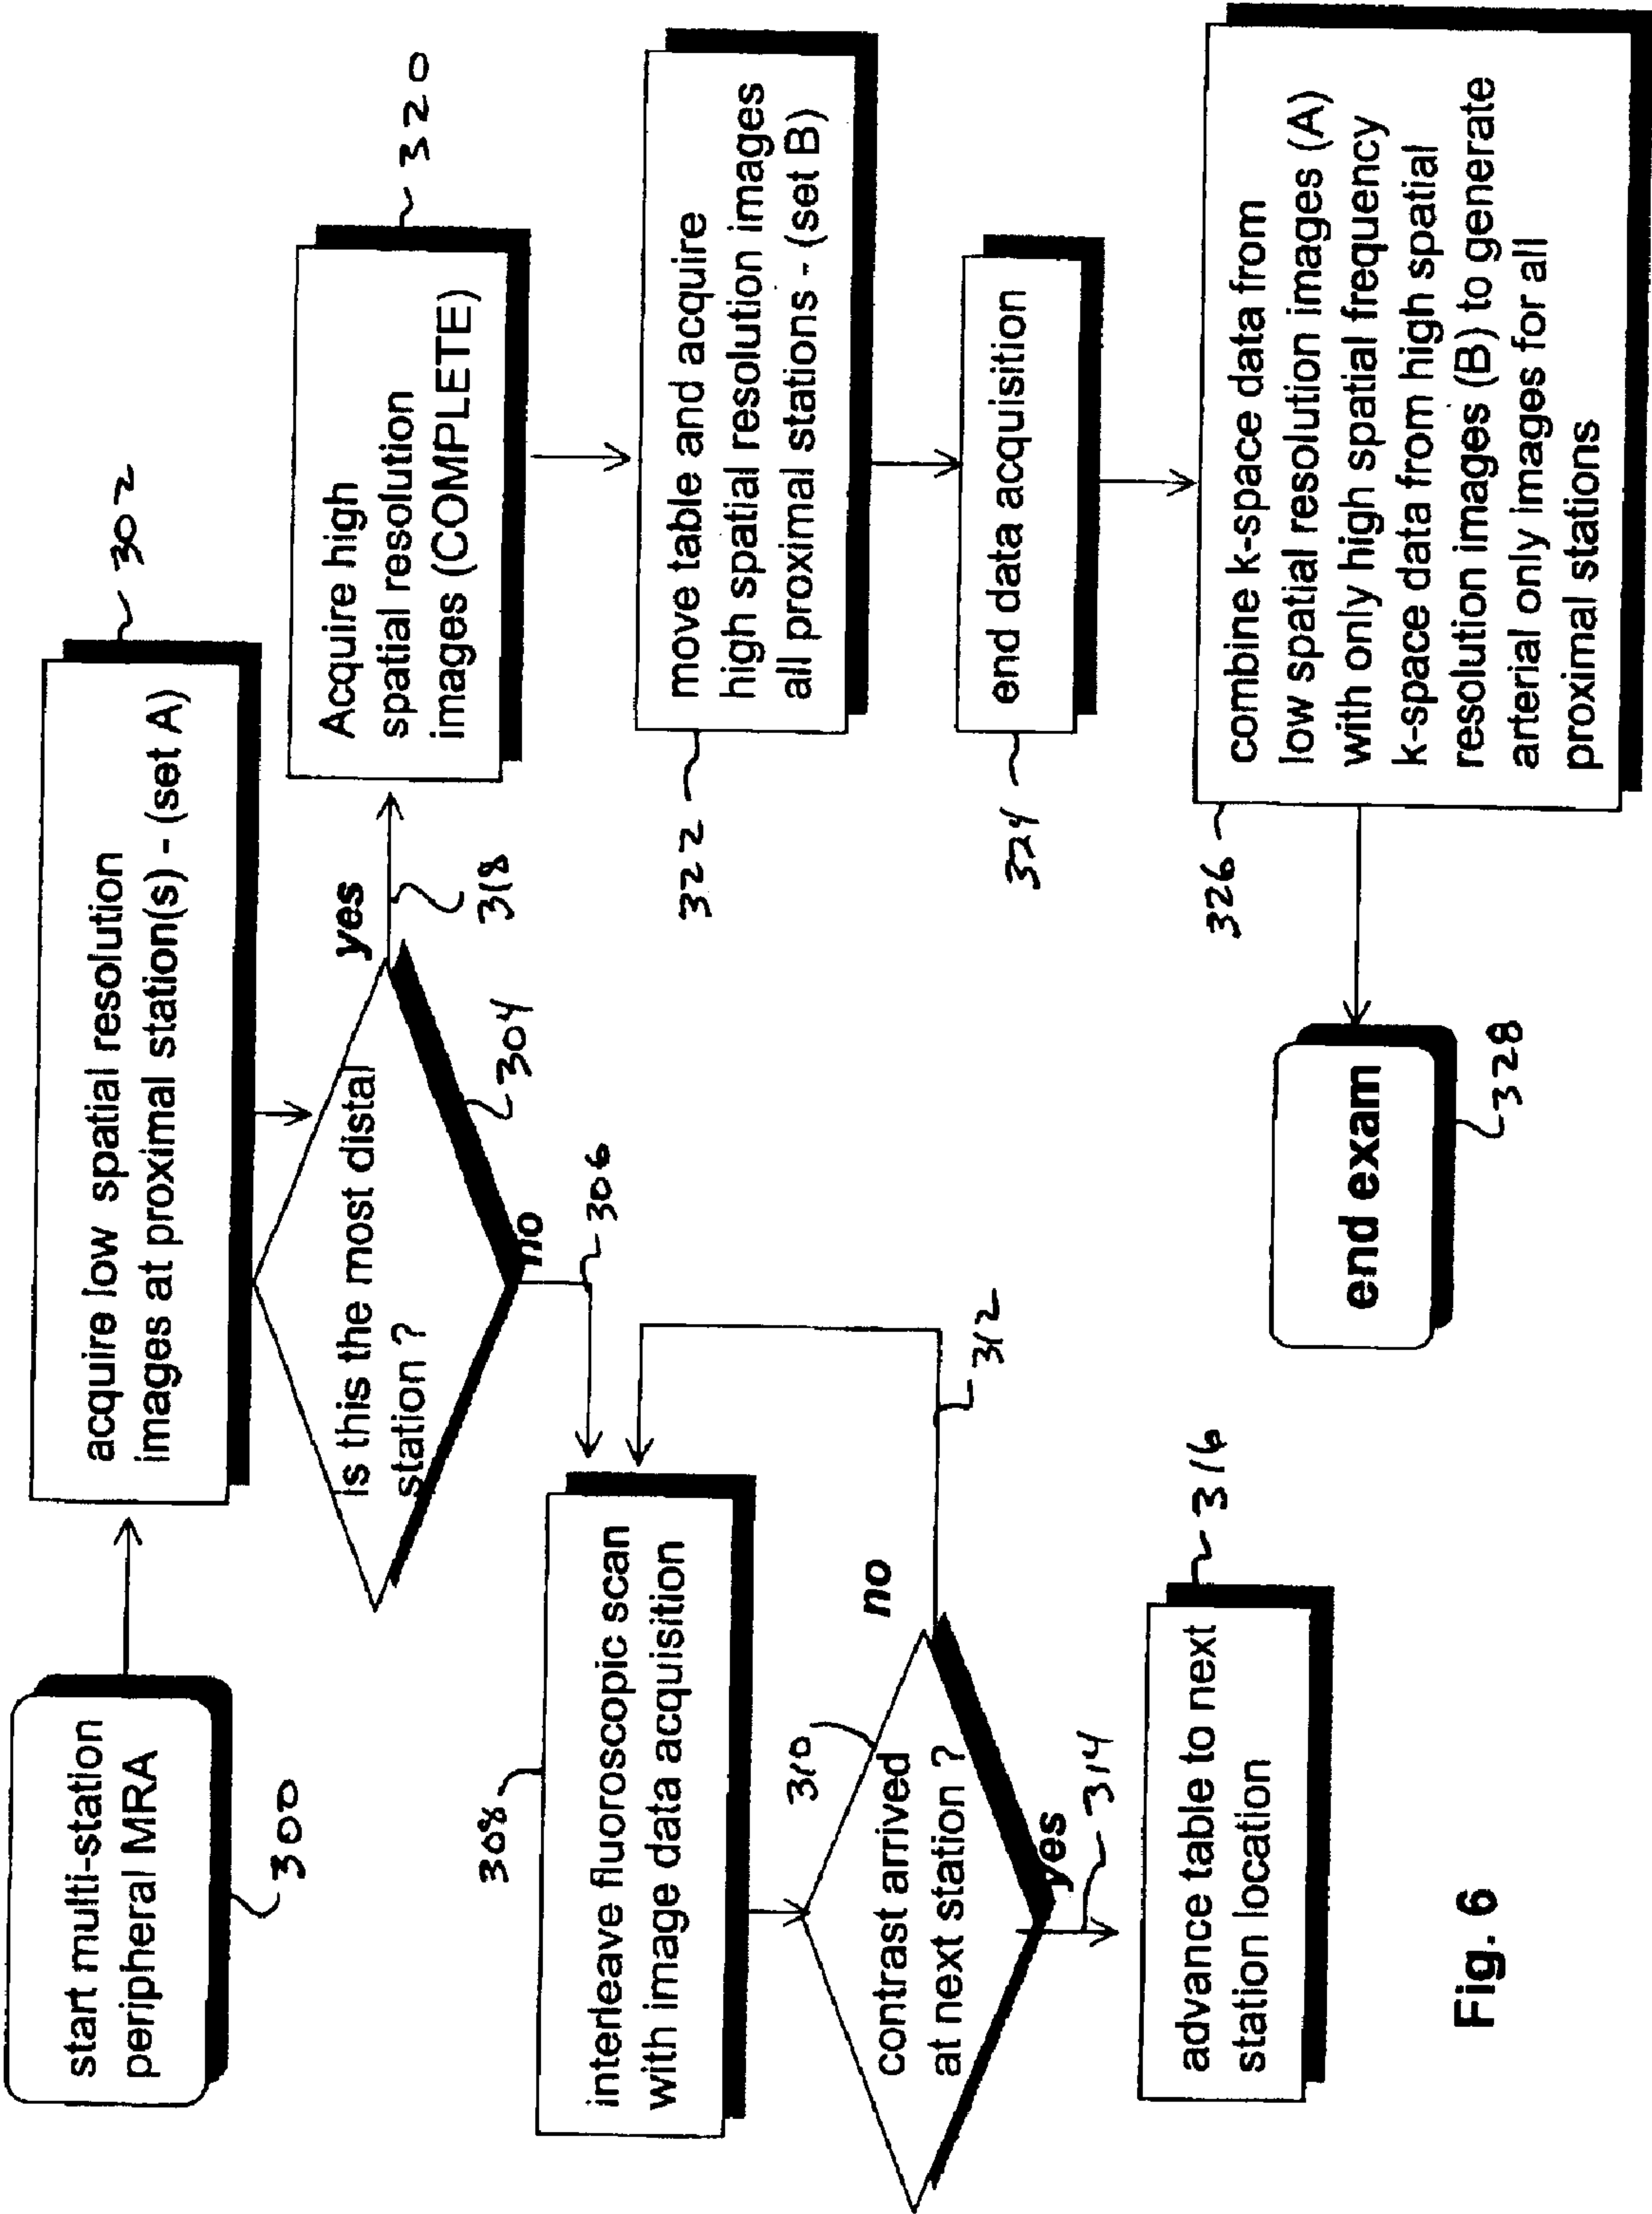 start multi-station
peripheral MRA
300
acquire low spatial resolution
images at proximal station(s) - (set A)
302
is this the most distal
station ?
304
yes
318
no
306
Acquire high
spatial resolution
images (COMPLETE)
320
interleave fluoroscopic scan
with image data acquisition
308
contrast arrived
at next station ?
310
no
312
yes
314
advance table to next
station location
316
move table and acquire
high spatial resolution images
all proximal stations - (set B)
322
end data acquisition
324
combine k-space data from
low spatial resolution images (A)
with only high spatial frequency
k-space data from high spatial
resolution images (B) to generate
arterial only images for all
proximal stations
326
end exam
328
Fig. 6